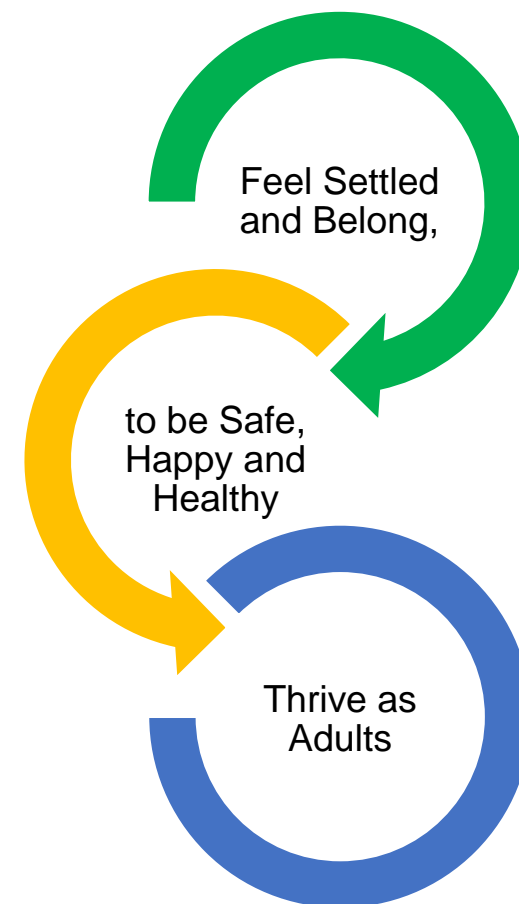 Feel Settled
and Belong,
to be Safe,
Happy and
Healthy
Thrive as
Adults